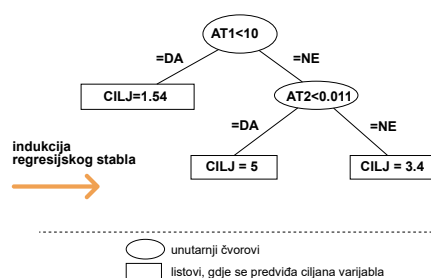 AT1<10
=DA
=NE
CILJ=1.54
AT2<0.011
=DA
=NE
indukcija
regresijskog stabla
CILJ = 5
CILJ = 3.4
unutarnji čvorovi
listovi, gdje se predviđa ciljana varijabla